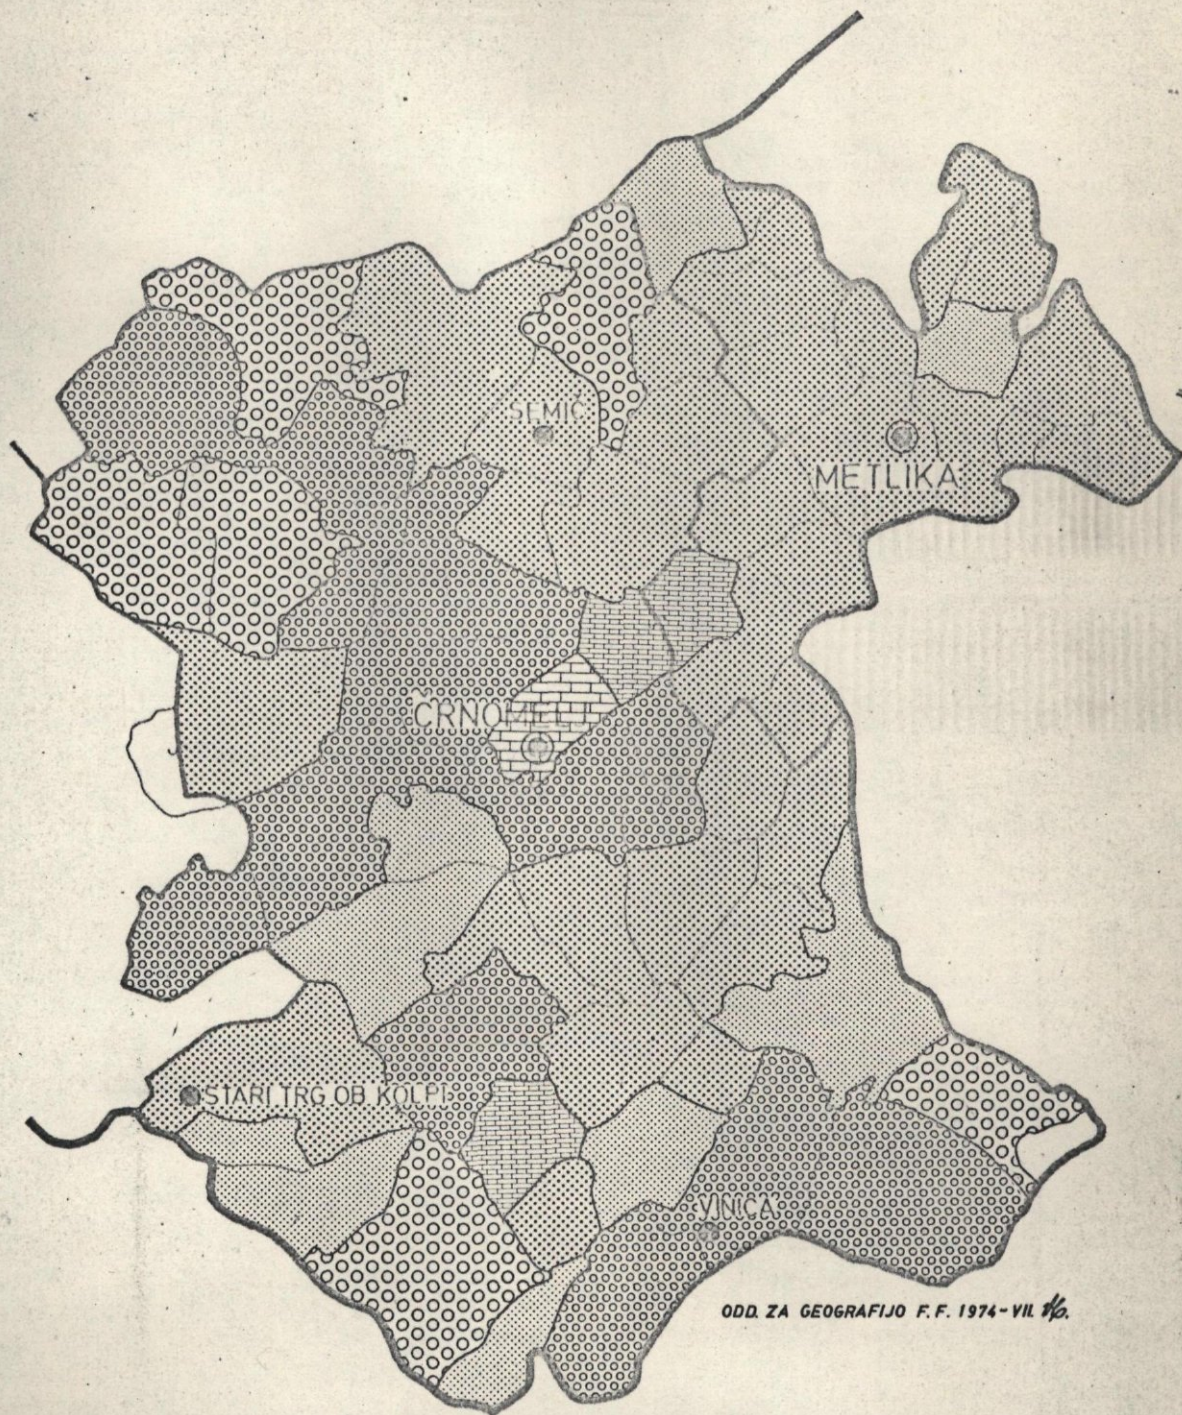 SEMIČ
METLIKA
ČRNOMELJ
STARI TRG OB KOLPI
VINICA
ODD. ZA GEOGRAFIJO F. F. 1974 - VII.